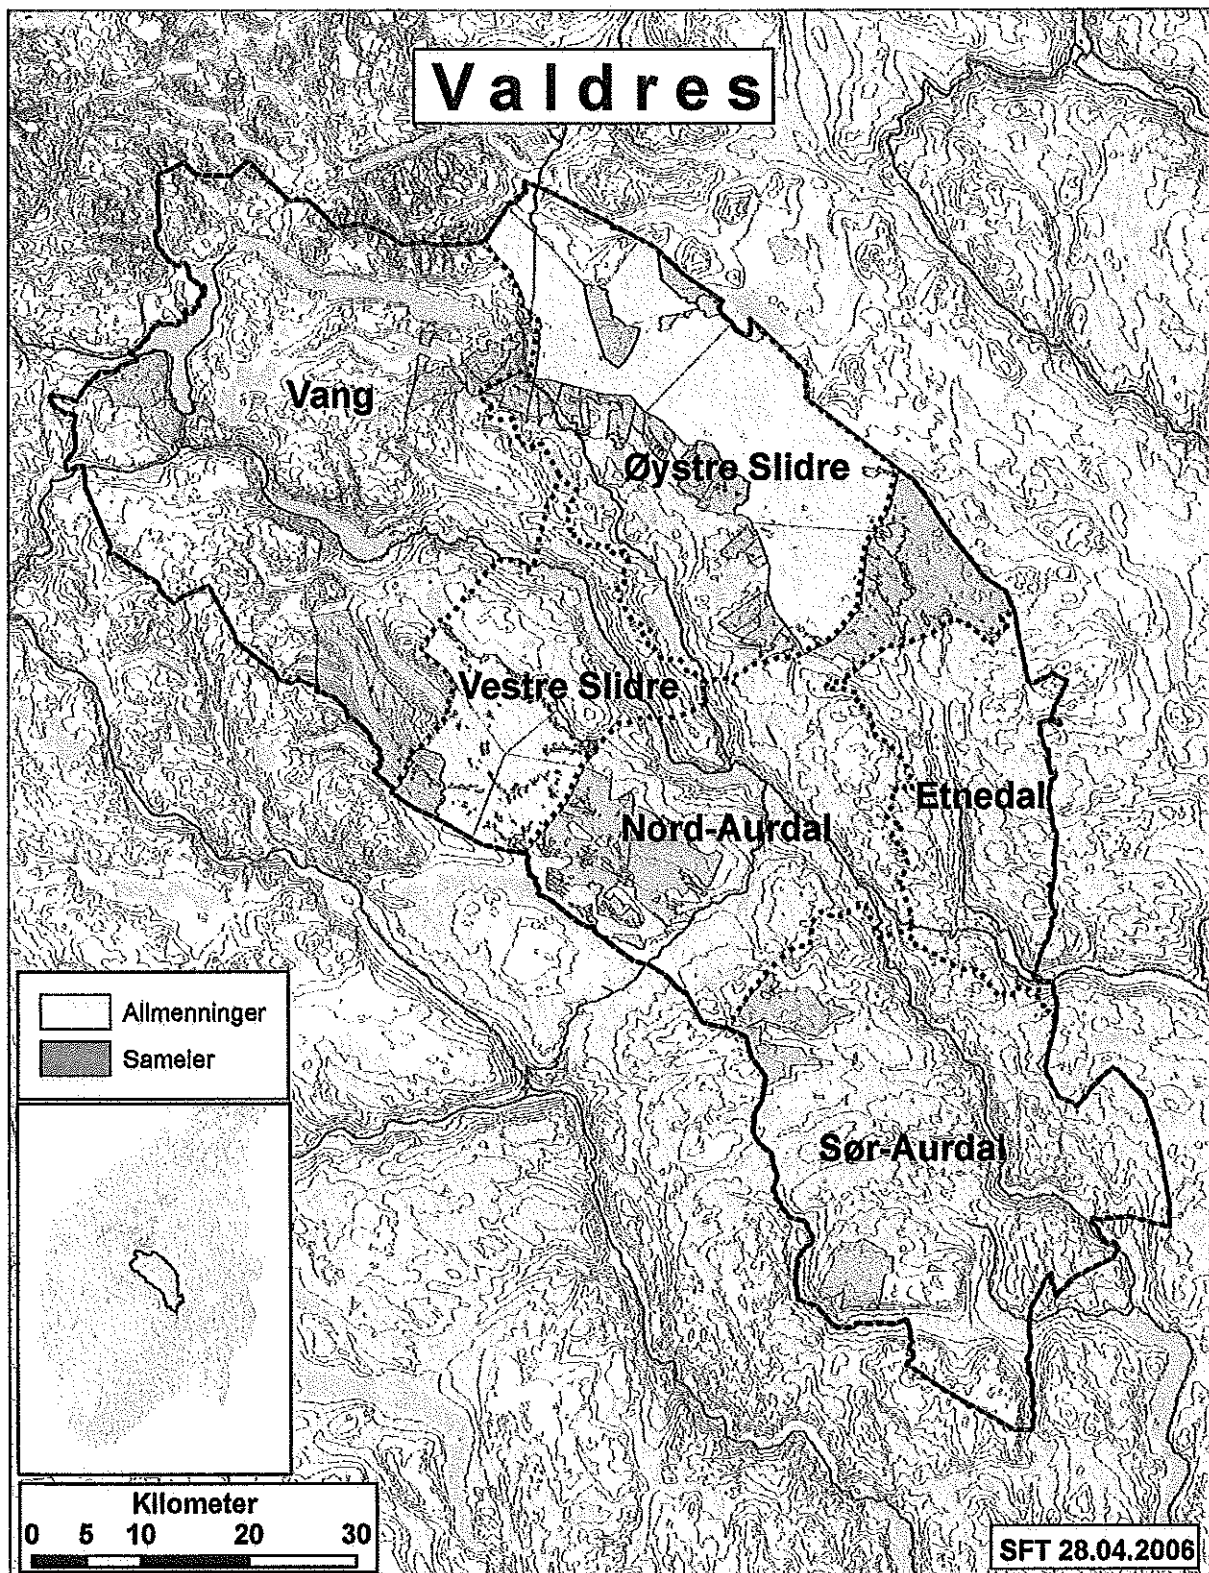 Valdres
Vang
Øystre Slidre
Vestre Slidre
Etnedal
Nord-Aurdal
Sør-Aurdal
Allmenninger
Sameier
Kilometer
0 5 10 20 30
SFT 28.04.2006